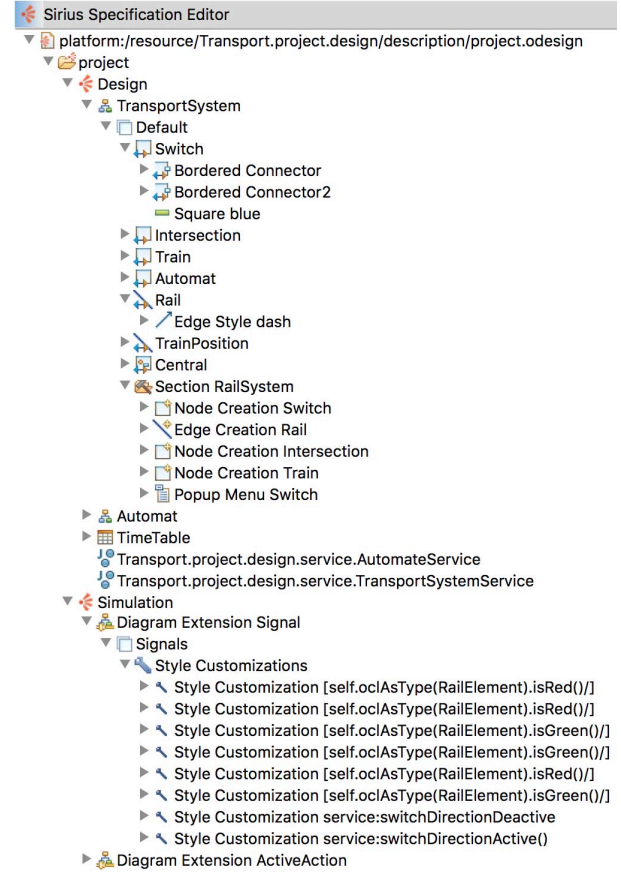 Sirius Specification Editor
platform:/resource/Transport.project.design/description/project.odesign
project
Design
TransportSystem
Default
Switch
Bordered Connector
Bordered Connector2
Square blue
Intersection
Train
Automat
Rail
Edge Style dash
TrainPosition
Central
Section RailSystem
Node Creation Switch
Edge Creation Rail
Node Creation Intersection
Node Creation Train
Popup Menu Switch
Automat
TimeTable
Transport.project.design.service.AutomateService
Transport.project.design.service.TransportSystemService
Simulation
Diagram Extension Signal
Signals
Style Customizations
Style Customization [self.oclAsType(RailElement).isRed()/]
Style Customization [self.oclAsType(RailElement).isRed()/]
Style Customization [self.oclAsType(RailElement).isGreen()/]
Style Customization [self.oclAsType(RailElement).isGreen()/]
Style Customization [self.oclAsType(RailElement).isRed()/]
Style Customization [self.oclAsType(RailElement).isGreen()/]
Style Customization service:switchDirectionDeactive
Style Customization service:switchDirectionActive()
Diagram Extension ActiveAction